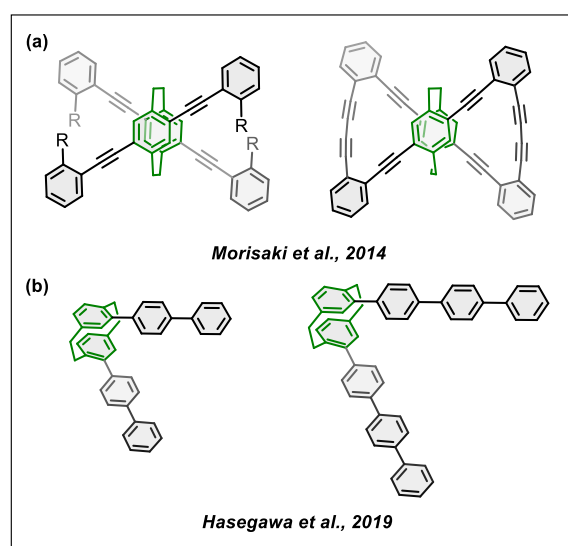 (a)
R
R
R
R
Morisaki et al., 2014
(b)
Hasegawa et al., 2019